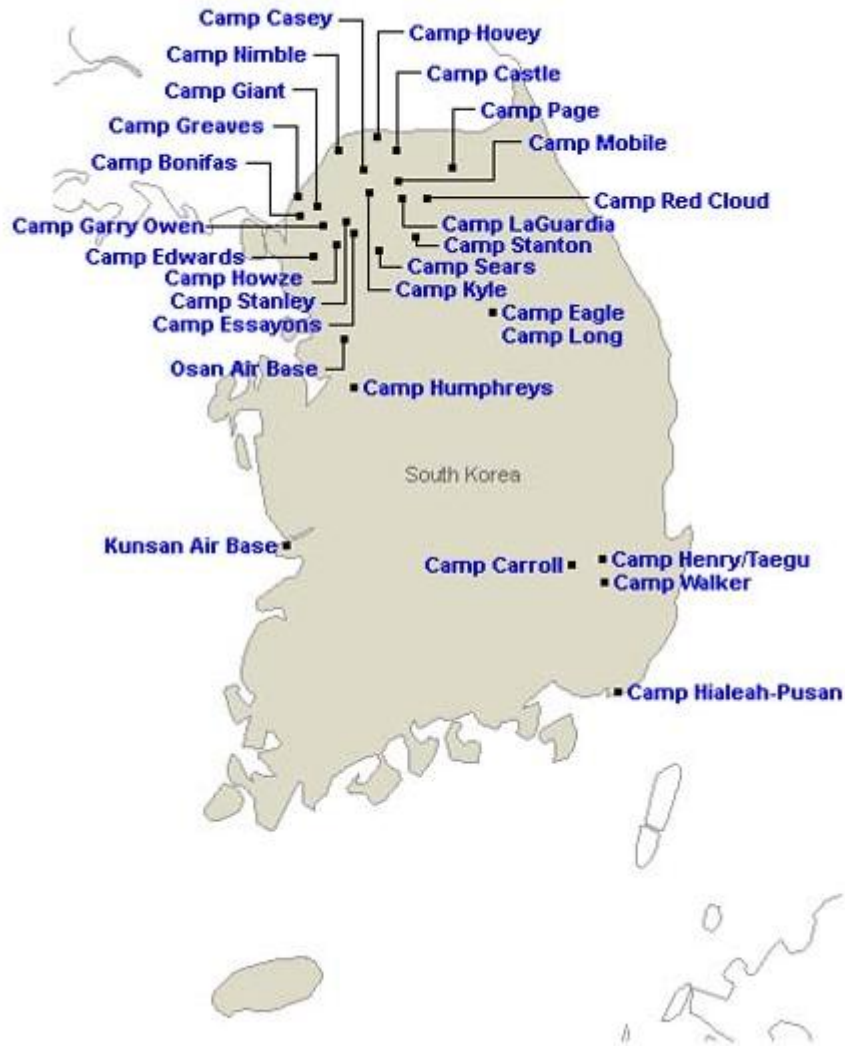 Camp Casey
Camp Hovey
Camp Nimble
Camp Castle
Camp Giant
Camp Page
Camp Greaves
Camp Mobile
Camp Bonifas
Camp Red Cloud
Camp Garry Owen
Camp LaGuardia
Camp Stanton
Camp Edwards
Camp Sears
Camp Howze
Camp Kyle
Camp Stanley
Camp Eagle
Camp Essayons
Camp Long
Osan Air Base
Camp Humphreys
South Korea
Kunsan Air Base
Camp Carroll
Camp Henry/Taegu
Camp Walker
Camp Hialeah-Pusan